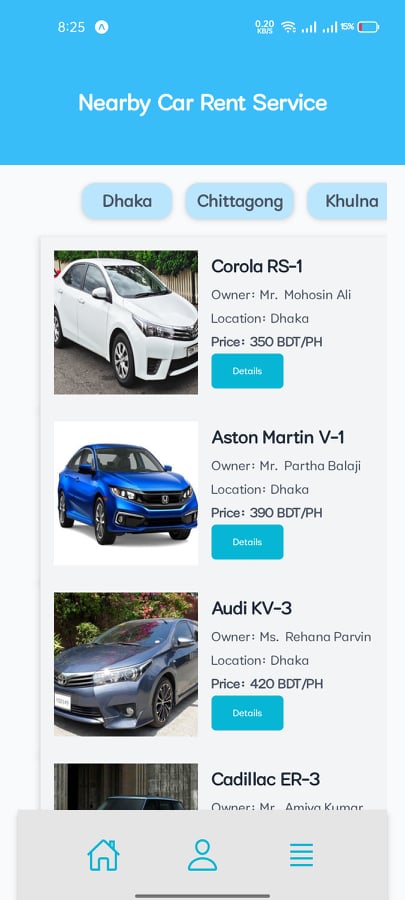 8:25
0.20 KB/S 15%
Nearby Car Rent Service
Dhaka Chittagong Khulna
Corola RS-1
Owner: Mr. Mohosin Ali
Location: Dhaka
Price: 350 BDT/PH
Details
Aston Martin V-1
Owner: Mr. Partha Balaji
Location: Dhaka
Price: 390 BDT/PH
Details
Audi KV-3
Owner: Ms. Rehana Parvin
Location: Dhaka
Price: 420 BDT/PH
Details
Cadillac ER-3
Owner: Mr. Amiya Kumar